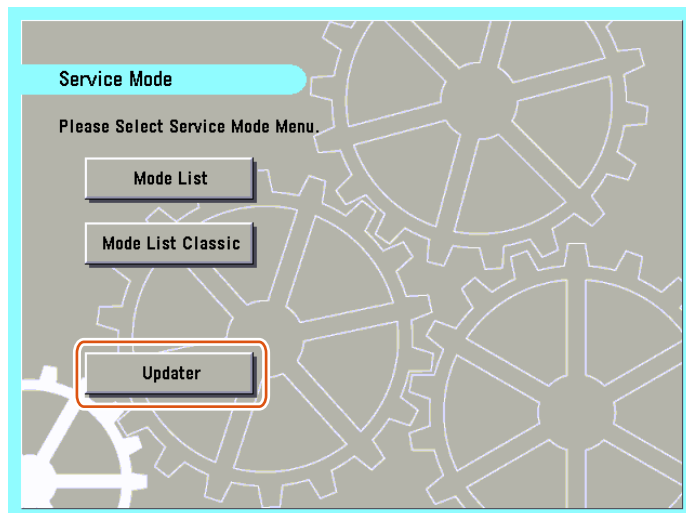 Service Mode
Please Select Service Mode Menu.
Mode List
Mode List Classic
Updater